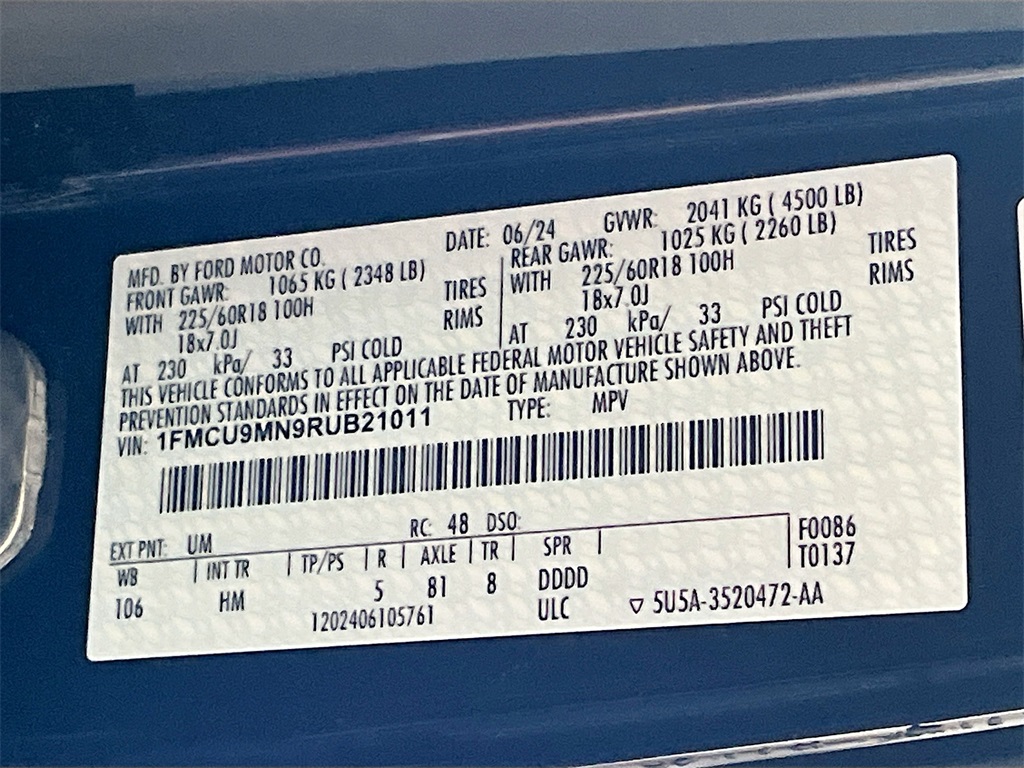 MFD. BY FORD MOTOR CO. DATE: 06/24 GVWR: 2041 KG ( 4500 LB)
FRONT GAWR: 1065 KG ( 2348 LB) REAR GAWR: 1025 KG ( 2260 LB)
WITH 225/60R18 100H TIRES WITH 225/60R18 100H TIRES
18x7.0J RIMS 18x7.0J RIMS
AT 230 kPa/ 33 PSI COLD AT 230 kPa/ 33 PSI COLD
THIS VEHICLE CONFORMS TO ALL APPLICABLE FEDERAL MOTOR VEHICLE SAFETY AND THEFT
PREVENTION STANDARDS IN EFFECT ON THE DATE OF MANUFACTURE SHOWN ABOVE.
VIN: 1FMCU9MN9RUB21011 TYPE: MPV
EXT PNT: UM RC: 48 DSO: F0086
WB INT TR TP/PS R AXLE TR SPR T0137
106 HM 5 81 8 DDDD
1202406105761 ULC ▽ 5U5A-3520472-AA